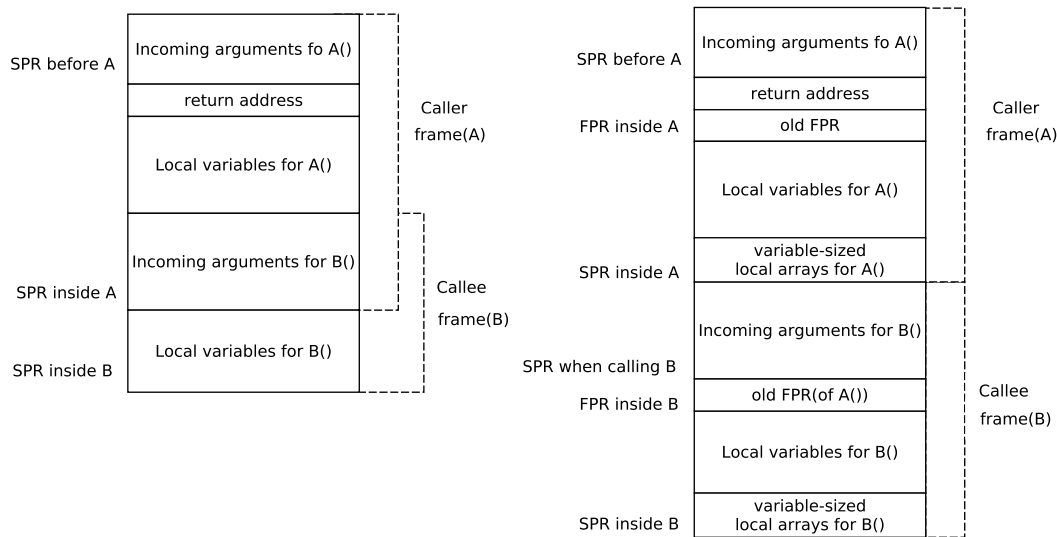 Incoming arguments fo A()
SPR before A
return address
Caller
frame(A)
Local variables for A()
Incoming arguments for B()
SPR inside A
Callee
frame(B)
Local variables for B()
SPR inside B
Incoming arguments fo A()
SPR before A
return address
Caller
frame(A)
FPR inside A
old FPR
Local variables for A()
variable-sized
local arrays for A()
SPR inside A
Incoming arguments for B()
SPR when calling B
old FPR(of A())
Callee
frame(B)
FPR inside B
Local variables for B()
variable-sized
local arrays for B()
SPR inside B